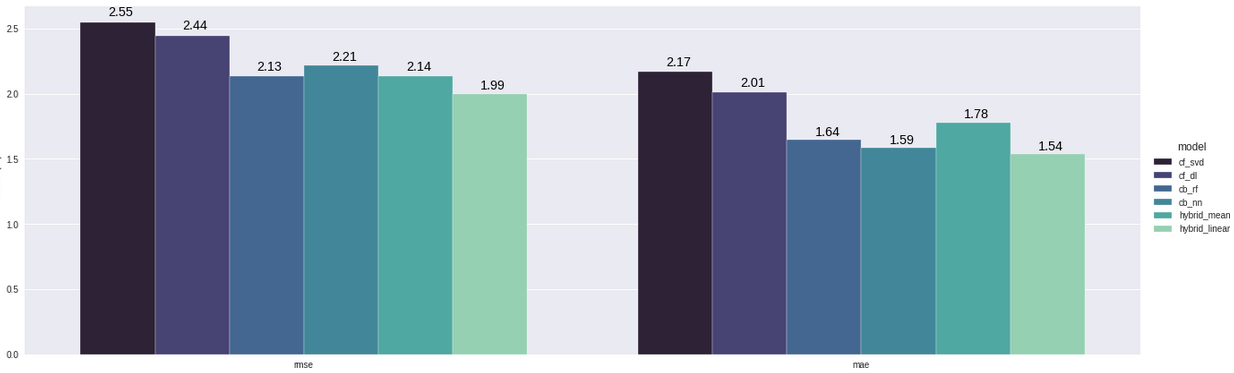 2.55
2.44
2.13
2.21
2.14
1.99
2.17
2.01
1.64
1.59
1.78
1.54
2.5
2.0
1.5
1.0
0.5
0.0
rmse
mae
model
cf_svd
cf_dl
cb_rf
cb_nn
hybrid_mean
hybrid_linear